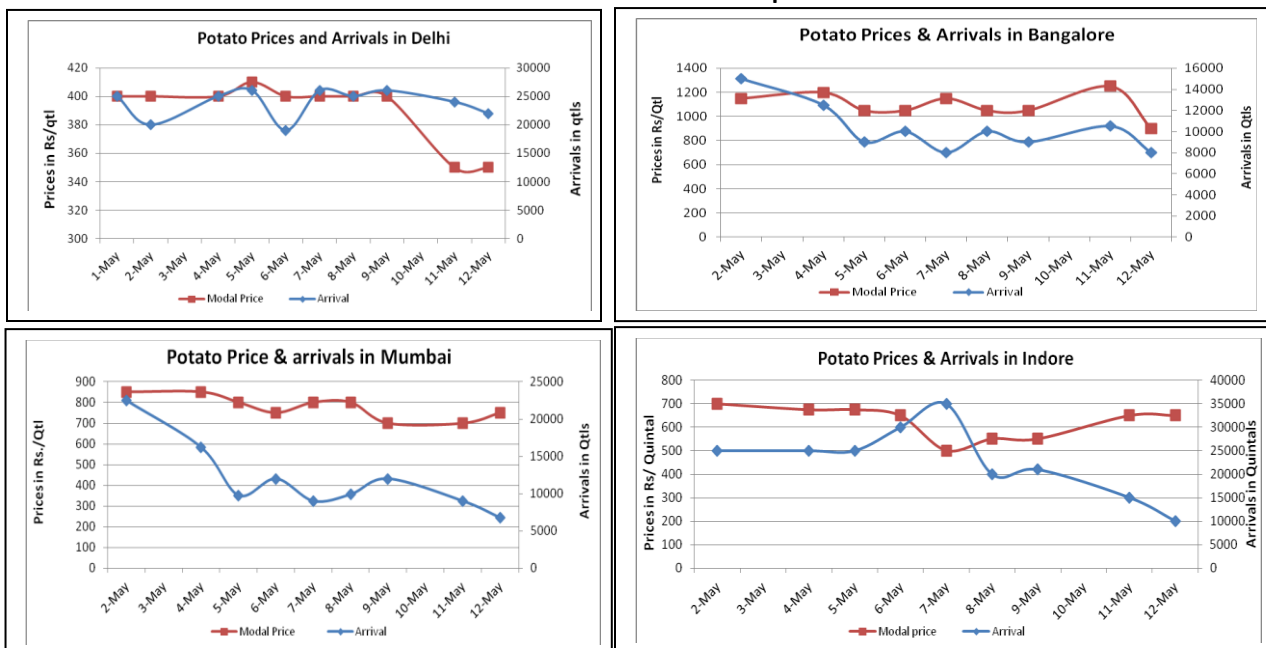 Potato Prices and Arrivals in Delhi
Prices in Rs/qtl
420
400
380
360
340
320
300
30000
25000
20000
15000
10000
5000
0
Arrivals in qtls
1-May
2-May
3-May
4-May
5-May
6-May
7-May
8-May
9-May
10-May
11-May
12-May
Modal Price
Arrival
Potato Prices & Arrivals in Bangalore
Prices in Rs/Qtl
1400
1200
1000
800
600
400
200
0
16000
14000
12000
10000
8000
6000
4000
2000
0
Arrivals in Qtls
2-May
3-May
4-May
5-May
6-May
7-May
8-May
9-May
10-May
11-May
12-May
Modal Price
Arrival
Potato Price & arrivals in Mumbai
Prices in Rs./Qtl
900
800
700
600
500
400
300
200
100
0
25000
20000
15000
10000
5000
0
Arrivals in Qtls
2-May
3-May
4-May
5-May
6-May
7-May
8-May
9-May
10-May
11-May
12-May
Modal Price
Arrival
Potato Prices & Arrivals in Indore
Prices in Rs/ Quintal
800
700
600
500
400
300
200
100
0
40000
35000
30000
25000
20000
15000
10000
5000
0
Arrivals in Quintals
2-May
3-May
4-May
5-May
6-May
7-May
8-May
9-May
10-May
11-May
12-May
Modal price
Arrival